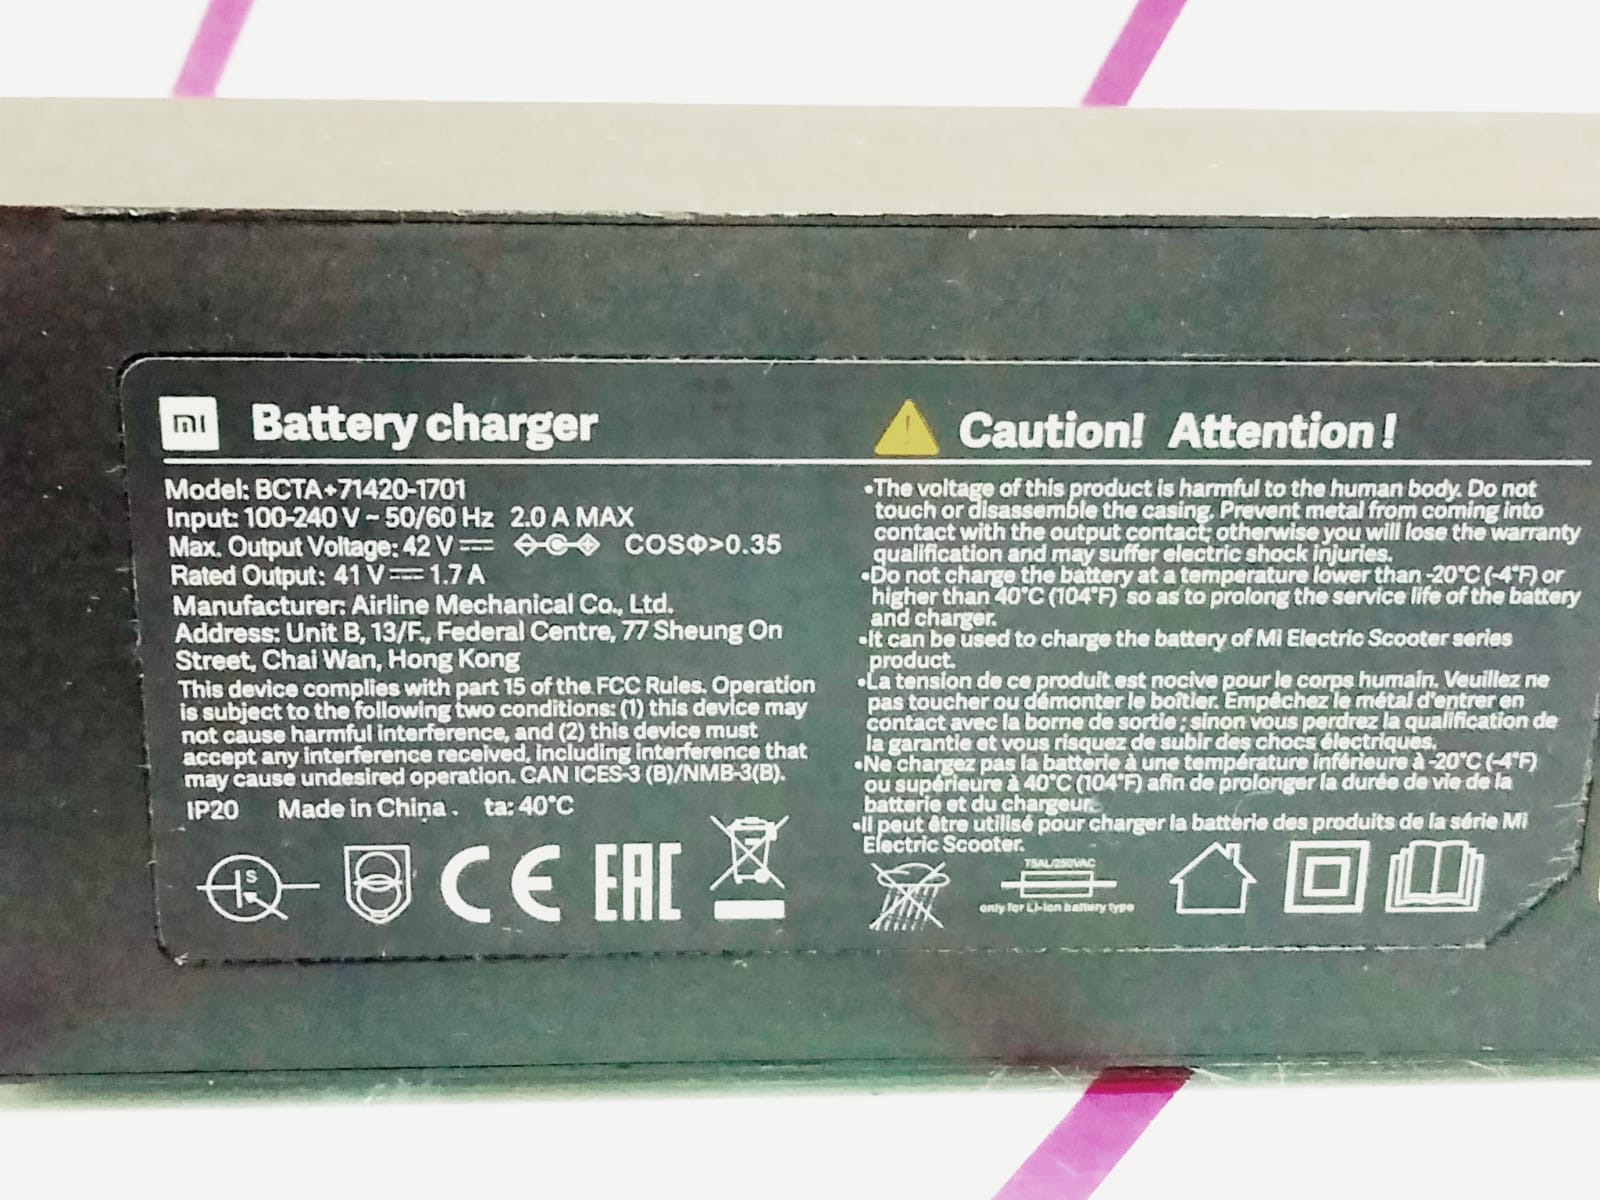 mi Battery charger
Model: BCTA+71420-1701
Input: 100-240 V ~ 50/60 Hz 2.0 A MAX
Max. Output Voltage: 42 V COSΦ>0.35
Rated Output: 41 V 1.7 A
Manufacturer: Airline Mechanical Co., Ltd.
Address: Unit B, 13/F., Federal Centre, 77 Sheung On
Street, Chai Wan, Hong Kong
This device complies with part 15 of the FCC Rules. Operation
is subject to the following two conditions: (1) this device may
not cause harmful interference, and (2) this device must
accept any interference received, including interference that
may cause undesired operation. CAN ICES-3 (B)/NMB-3(B).
IP20 Made in China . ta: 40°C
S
CE EAC
Caution! Attention !
•The voltage of this product is harmful to the human body. Do not
touch or disassemble the casing. Prevent metal from coming into
contact with the output contact; otherwise you will lose the warranty
qualification and may suffer electric shock injuries.
•Do not charge the battery at a temperature lower than -20°C (-4°F) or
higher than 40°C (104°F) so as to prolong the service life of the battery
and charger.
•It can be used to charge the battery of Mi Electric Scooter series
product.
•La tension de ce produit est nocive pour le corps humain. Veuillez ne
pas toucher ou démonter le boîtier. Empêchez le métal d'entrer en
contact avec la borne de sortie ; sinon vous perdrez la qualification de
la garantie et vous risquez de subir des chocs électriques.
•Ne chargez pas la batterie à une température inférieure à -20°C (-4°F)
ou supérieure à 40°C (104°F) afin de prolonger la durée de vie de la
batterie et du chargeur.
•Il peut être utilisé pour charger la batterie des produits de la série Mi
Electric Scooter.
T5AL/250VAC
only for Li-ion battery type